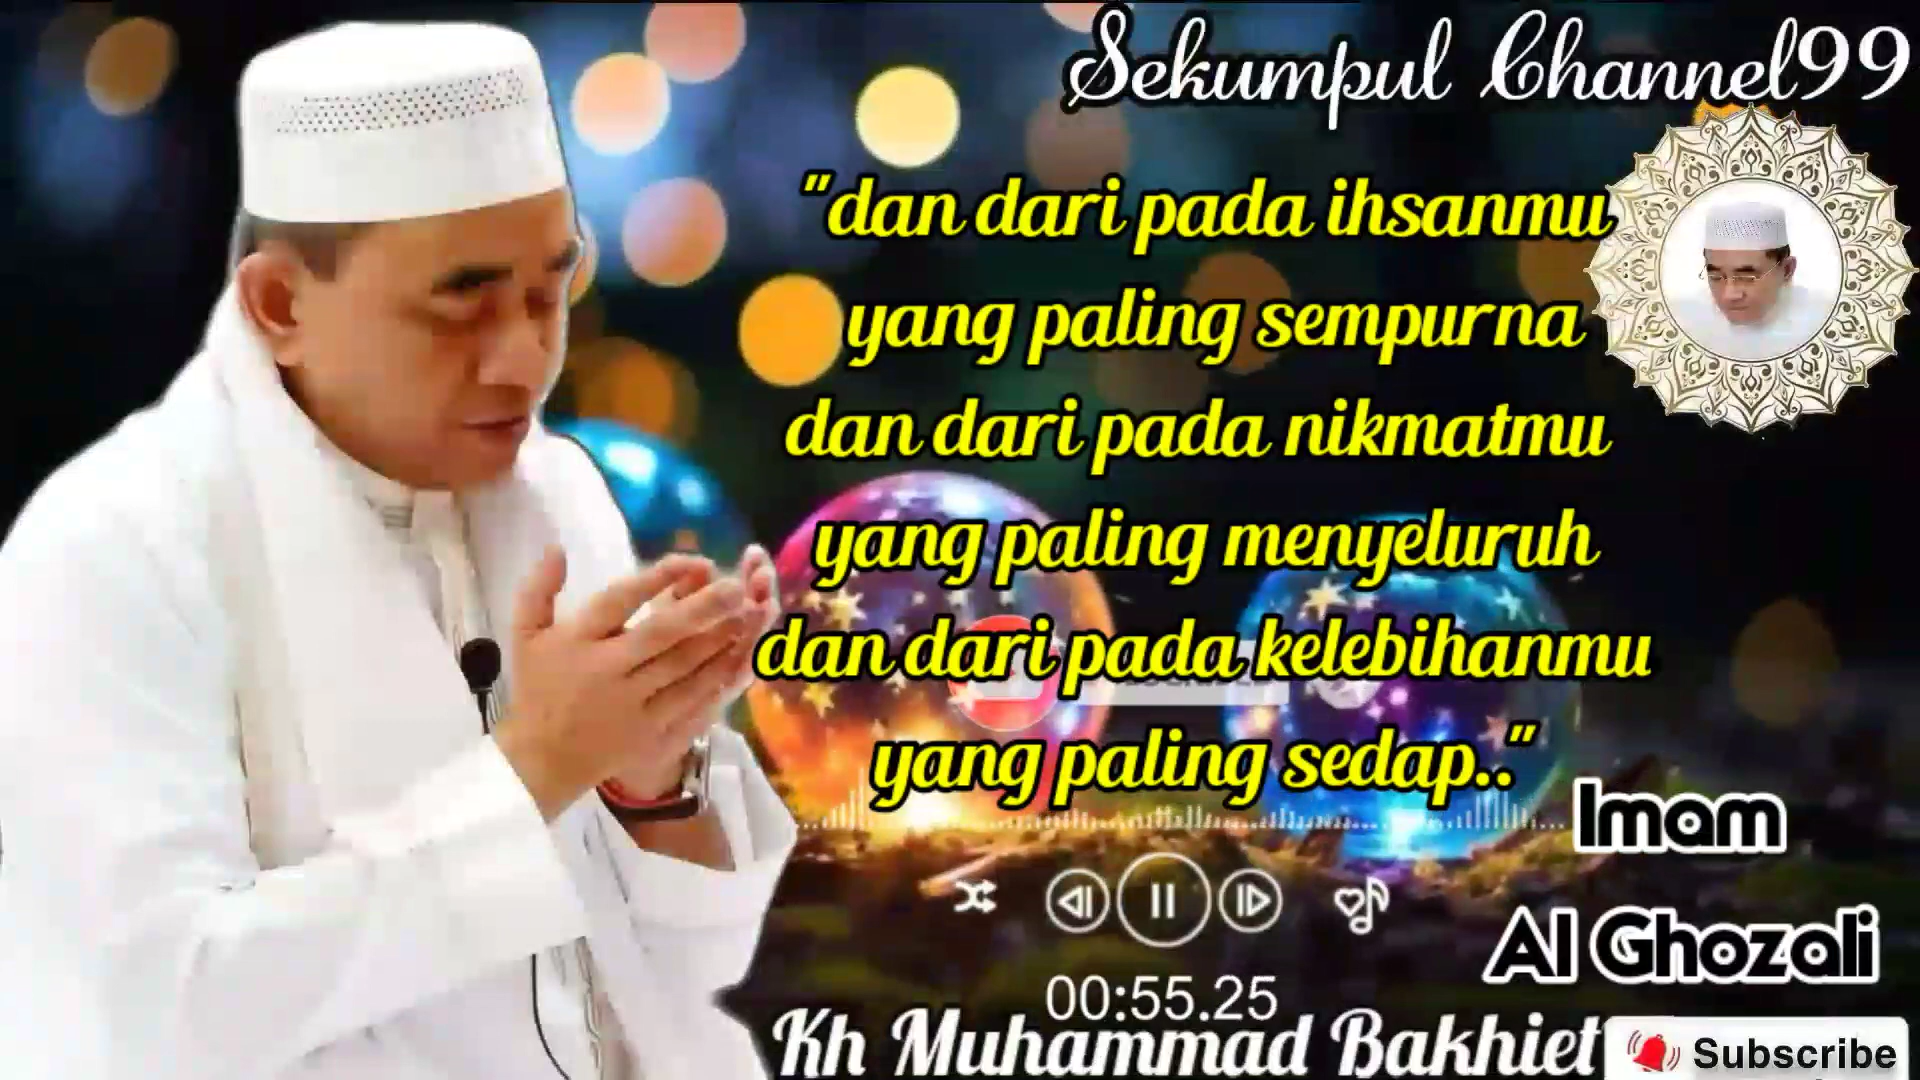 Sekumpul Channel99
"dan dari pada ihsanmu
yang paling sempurna
dan dari pada nikmatmu
yang paling menyeluruh
dan dari pada kelebihanmu
yang paling sedap.."
Imam
Al Ghozali
00:55.25
Kh Muhammad Bakhiet
Subscribe